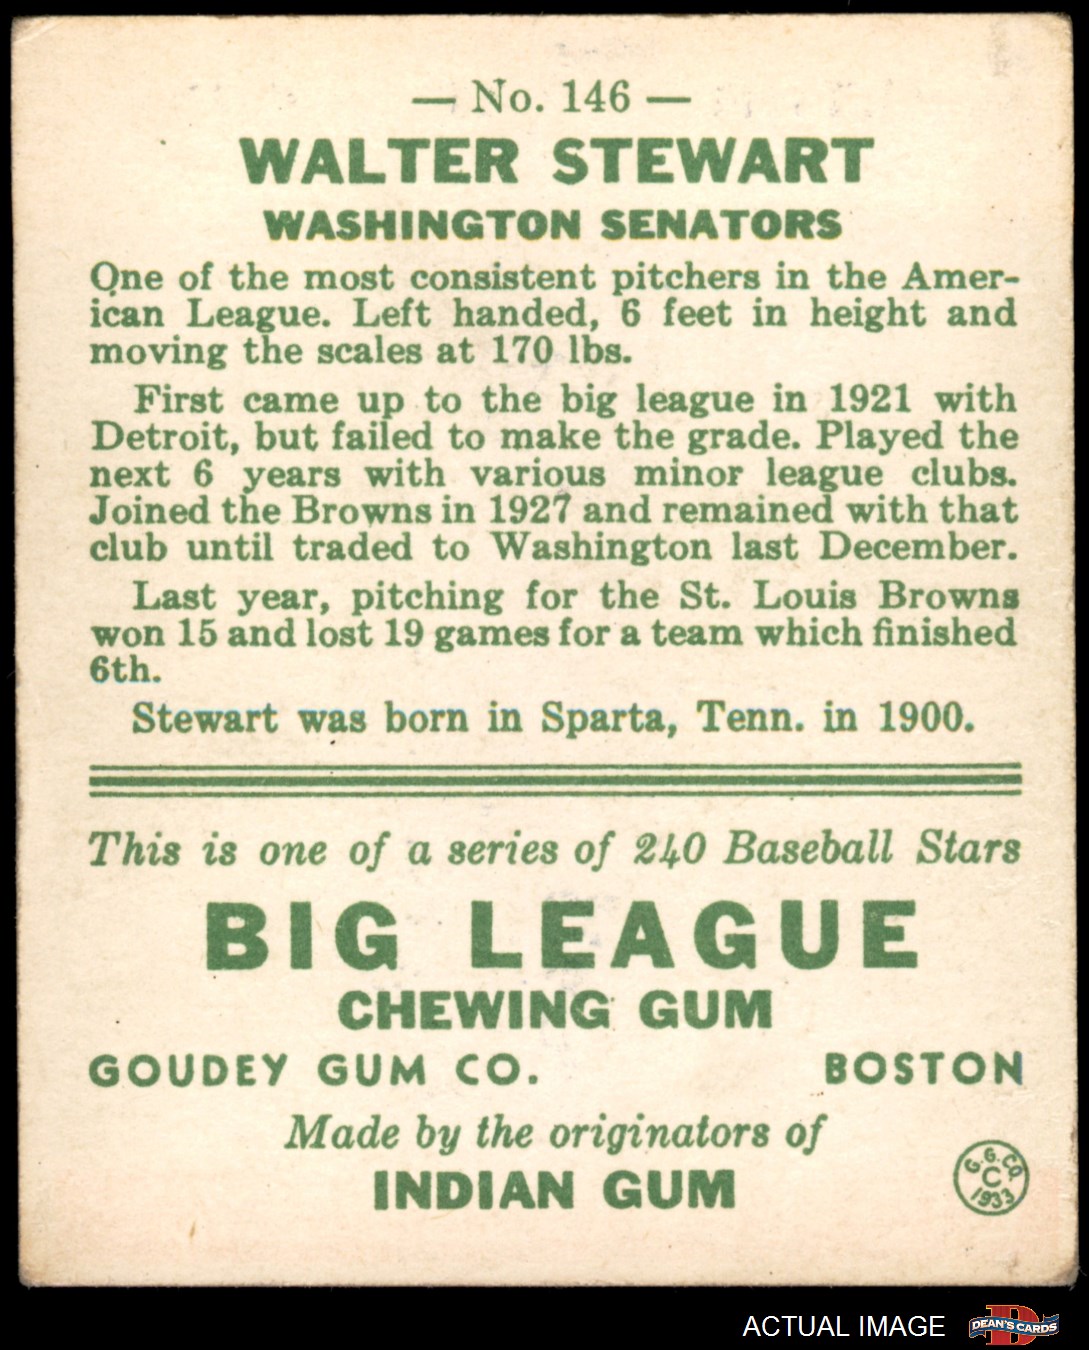 — No. 146 —
WALTER STEWART
WASHINGTON SENATORS
One of the most consistent pitchers in the Amer-
ican League. Left handed, 6 feet in height and
moving the scales at 170 lbs.
First came up to the big league in 1921 with
Detroit, but failed to make the grade. Played the
next 6 years with various minor league clubs.
Joined the Browns in 1927 and remained with that
club until traded to Washington last December.
Last year, pitching for the St. Louis Browns
won 15 and lost 19 games for a team which finished
6th.
Stewart was born in Sparta, Tenn. in 1900.
This is one of a series of 240 Baseball Stars
BIG LEAGUE
CHEWING GUM
GOUDEY GUM CO. BOSTON
Made by the originators of
INDIAN GUM
G.G.CO.
C
1933
ACTUAL IMAGE
D
DEAN'S CARDS